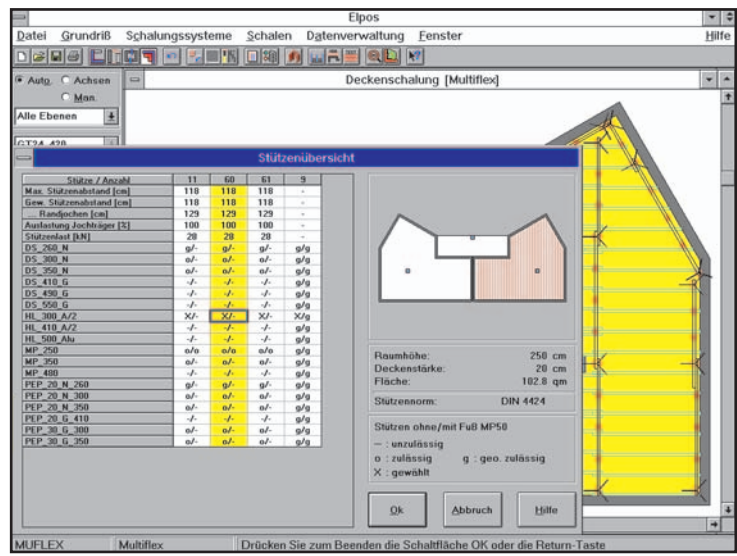 Elpos
Datei Grundriß Schalungssysteme Schalen Datenverwaltung Fenster Hilfe
Auto. Achsen
Man.
Deckenschalung [Multiflex]
Alle Ebenen
GT24 420
Stützenübersicht
Stütze / Anzahl 11 60 61 9
Max. Stützenabstand [cm] 118 118 118 -
Gew. Stützenabstand [cm] 118 118 118 -
... Randjochen [cm] 129 129 129 -
Auslastung Jochträger [%] 100 100 100 -
Stützenlast [kN] 28 28 28 -
DS_260_N g/- g/- g/- g/g
DS_300_N o/- o/- o/- g/g
DS_350_N o/- o/- o/- g/g
DS_410_G -/- -/- -/- g/g
DS_490_G -/- -/- -/- g/g
DS_550_G -/- -/- -/- g/g
HL_300_A/2 X/- X/- X/- X/g
HL_410_A/2 -/- -/- -/- g/g
HL_500_Alu -/- -/- -/- g/g
MP_250 o/o o/o o/o g/g
MP_350 o/- o/- o/- g/g
MP_480 -/- -/- -/- g/g
PEP_20_N_260 g/- g/- g/- g/g
PEP_20_N_300 o/- o/- o/- g/g
PEP_20_N_350 o/- o/- o/- g/g
PEP_20_G_410 -/- -/- -/- g/g
PEP_30_G_300 o/- o/- o/- g/g
PEP_30_G_350 o/- o/- o/- g/g
Raumhöhe: 250 cm
Deckenstärke: 20 cm
Fläche: 102.8 qm
Stützennorm: DIN 4424
Stützen ohne/mit Fuß MP50
– : unzulässig
o : zulässig g : geo. zulässig
X : gewählt
Ok Abbruch Hilfe
MUFLEX Multiflex Drücken Sie zum Beenden die Schaltfläche OK oder die Return-Taste